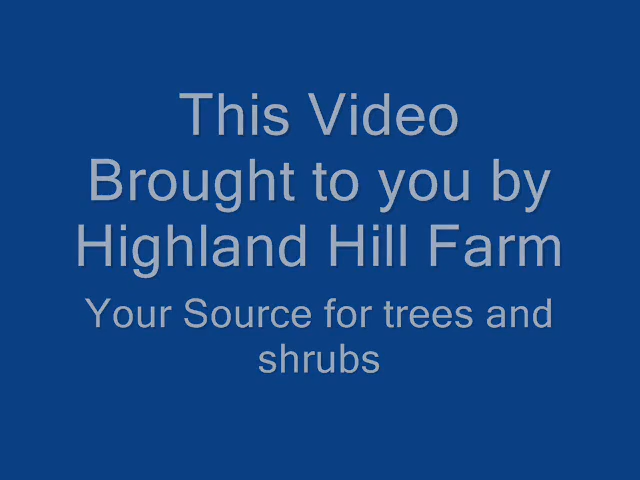 This Video
Brought to you by
Highland Hill Farm
Your Source for trees and
shrubs